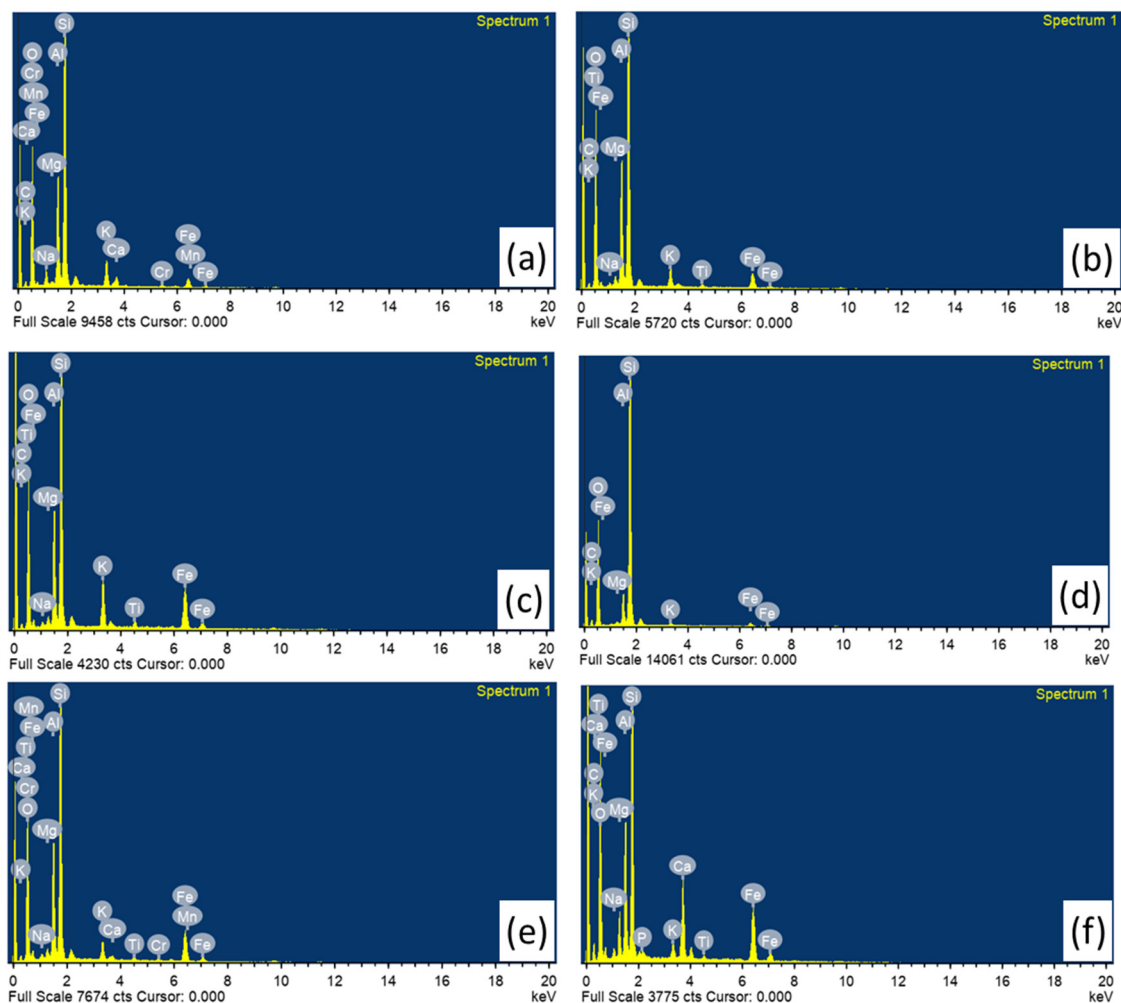 Spectrum 1
Si
O
Al
Cr
Mn
Fe
Ca
Mg
C
K
K
Fe
Ca
Mn
Na
Cr
Fe
(a)
0 2 4 6 8 10 12 14 16 18 20
Full Scale 9458 cts Cursor: 0.000 keV
Spectrum 1
Si
Al
O
Ti
Fe
Mg
C
K
Na
K
Ti
Fe
Fe
(b)
0 2 4 6 8 10 12 14 16 18 20
Full Scale 5720 cts Cursor: 0.000 keV
Spectrum 1
Si
O
Al
Fe
Ti
C
K
Mg
K
Fe
Na
Ti
Fe
(c)
0 2 4 6 8 10 12 14 16 18 20
Full Scale 4230 cts Cursor: 0.000 keV
Spectrum 1
Si
Al
O
Fe
C
K
Mg
K
Fe
Fe
(d)
0 2 4 6 8 10 12 14 16 18 20
Full Scale 14061 cts Cursor: 0.000 keV
Spectrum 1
Si
Mn
Al
Fe
Ti
Ca
Cr
O
Mg
K
K
Fe
Mn
Na
Ca
Ti
Cr
Fe
(e)
0 2 4 6 8 10 12 14 16 18 20
Full Scale 7674 cts Cursor: 0.000 keV
Spectrum 1
Si
Ti
Al
Ca
Fe
C
K
O
Mg
Ca
Fe
Na
P
K
Ti
Fe
(f)
0 2 4 6 8 10 12 14 16 18 20
Full Scale 3775 cts Cursor: 0.000 keV